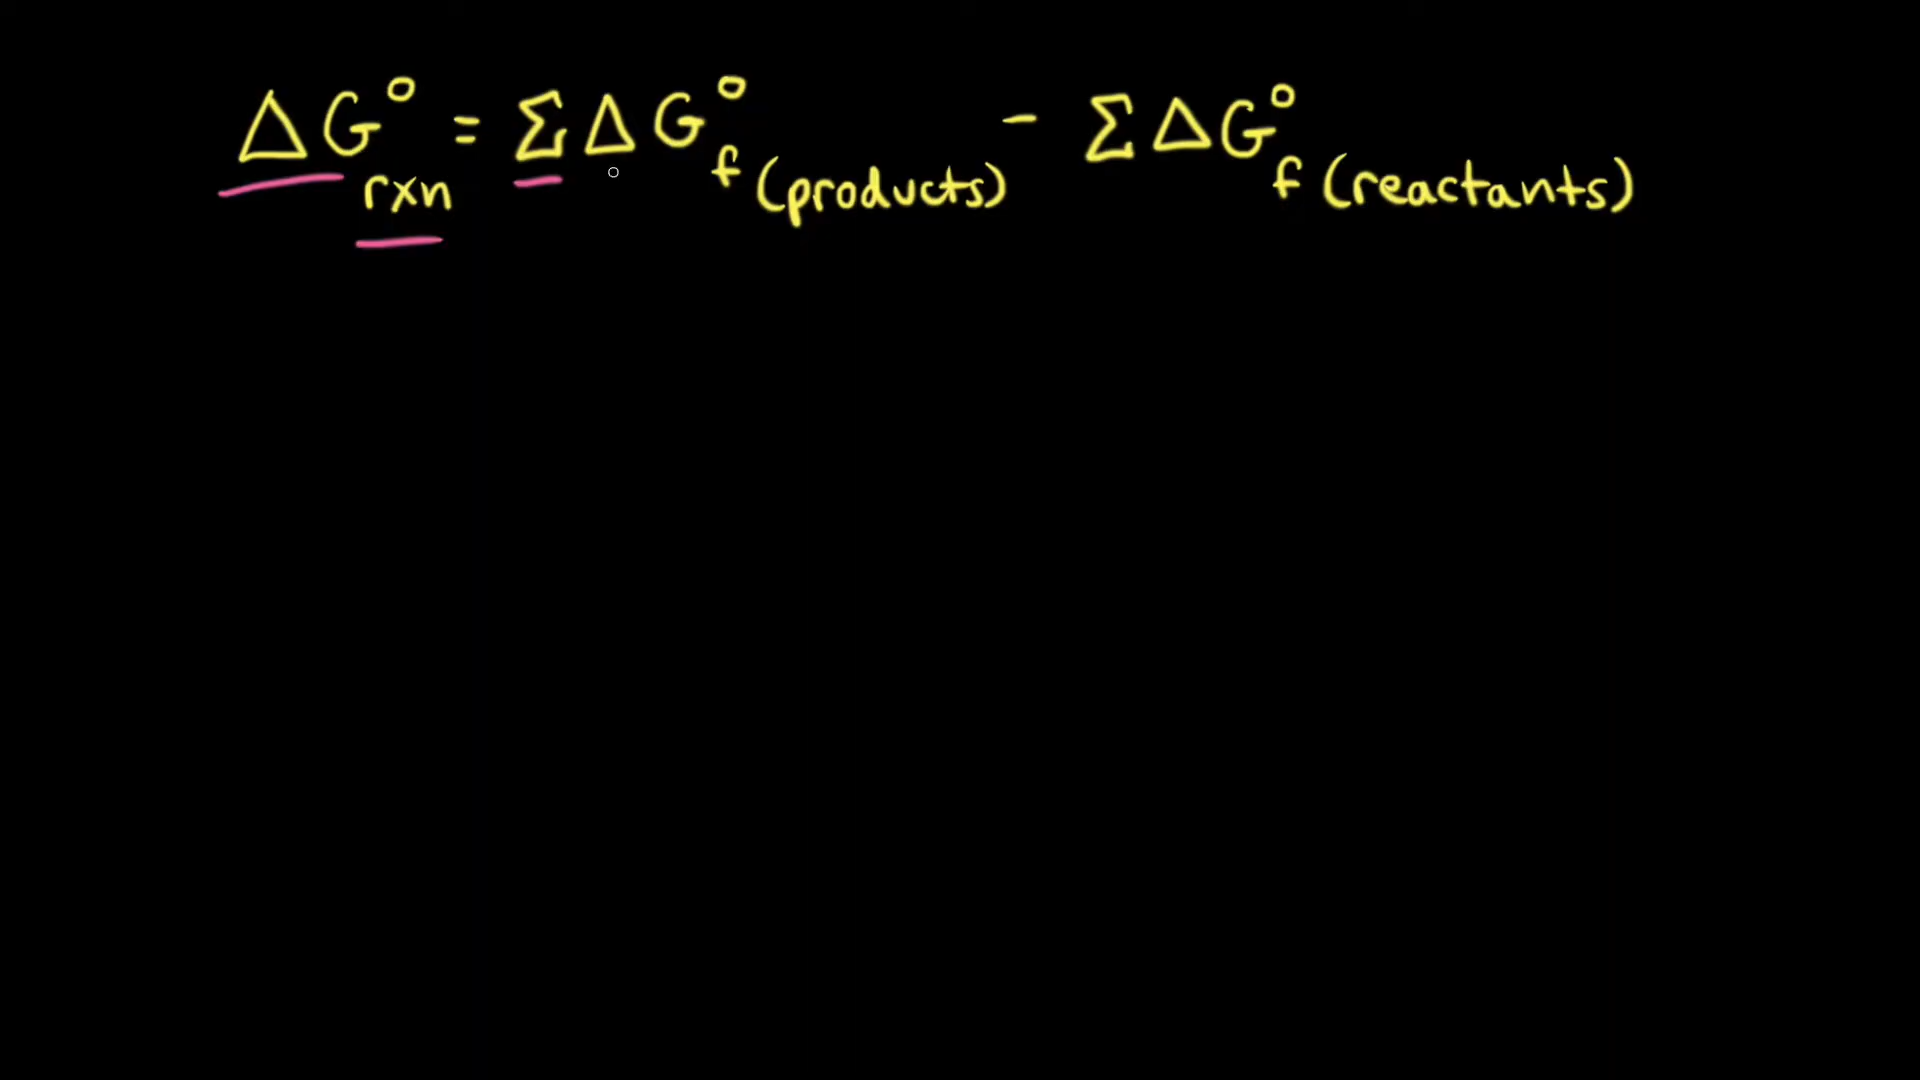 ΔG°rxn = ΣΔG°f (products) - ΣΔG°f (reactants)